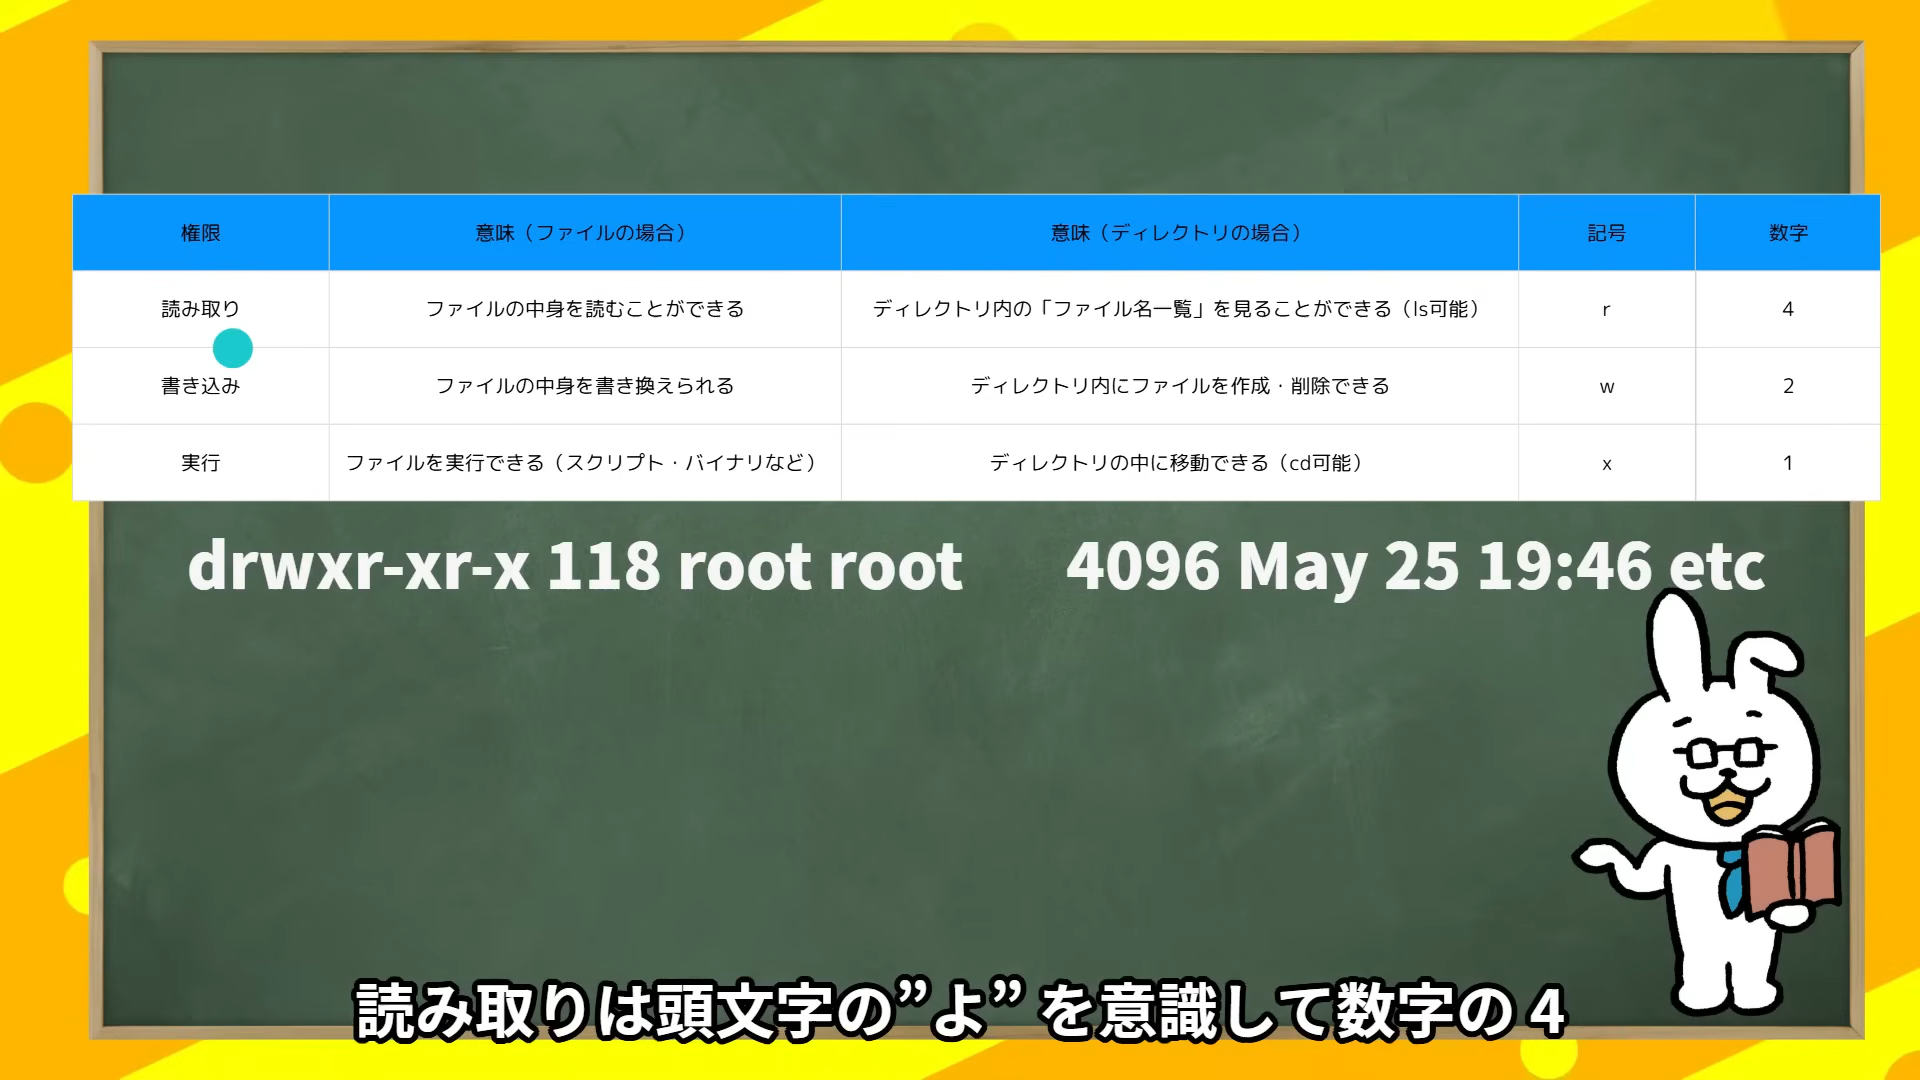 権限 意味（ファイルの場合） 意味（ディレクトリの場合） 記号 数字
読み取り ファイルの中身を読むことができる ディレクトリ内の「ファイル名一覧」を見ることができる（ls可能） r 4
書き込み ファイルの中身を書き換えられる ディレクトリ内にファイルを作成・削除できる w 2
実行 ファイルを実行できる（スクリプト・バイナリなど） ディレクトリの中に移動できる（cd可能） x 1
drwxr-xr-x 118 root root 4096 May 25 19:46 etc
読み取りは頭文字の”よ”を意識して数字の4